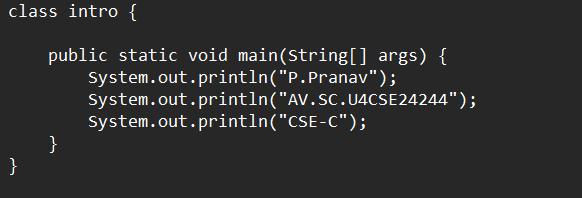 class intro {
    public static void main(String[] args) {
        System.out.println("P.Pranav");
        System.out.println("AV.SC.U4CSE24244");
        System.out.println("CSE-C");
    }
}